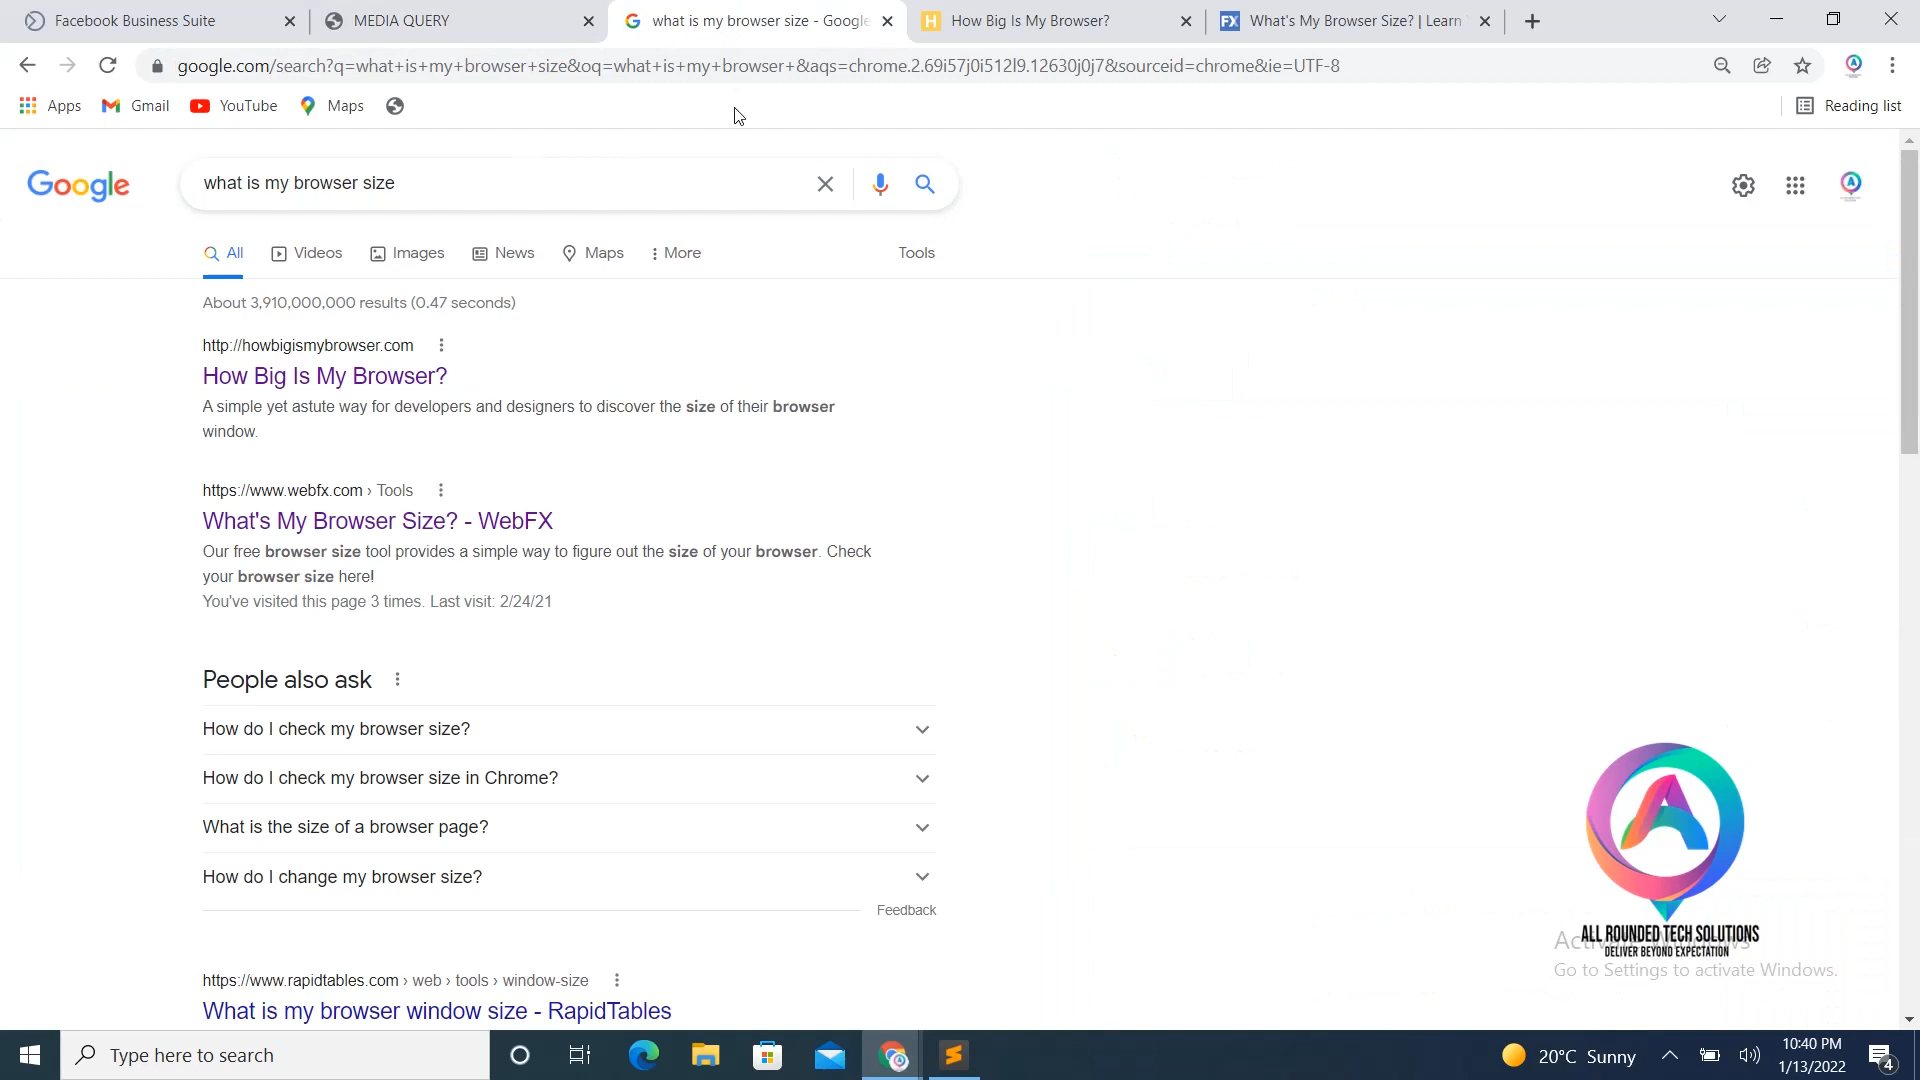 Facebook Business Suite
MEDIA QUERY
what is my browser size - Google
How Big Is My Browser?
What's My Browser Size? | Learn
google.com/search?q=what+is+my+browser+size&oq=what+is+my+browser+&aqs=chrome.2.69i57j0i512l9.12630j0j7&sourceid=chrome&ie=UTF-8
Apps
Gmail
YouTube
Maps
Reading list
Google
what is my browser size
All
Videos
Images
News
Maps
More
Tools
About 3,910,000,000 results (0.47 seconds)
http://howbigismybrowser.com
How Big Is My Browser?
A simple yet astute way for developers and designers to discover the size of their browser
window.
https://www.webfx.com › Tools
What's My Browser Size? - WebFX
Our free browser size tool provides a simple way to figure out the size of your browser. Check
your browser size here!
You've visited this page 3 times. Last visit: 2/24/21
People also ask
How do I check my browser size?
How do I check my browser size in Chrome?
What is the size of a browser page?
How do I change my browser size?
Feedback
https://www.rapidtables.com › web › tools › window-size
What is my browser window size - RapidTables
ALL ROUNDED TECH SOLUTIONS
DELIVER BEYOND EXPECTATION
Go to Settings to activate Windows.
Type here to search
20°C Sunny
10:40 PM
1/13/2022
4